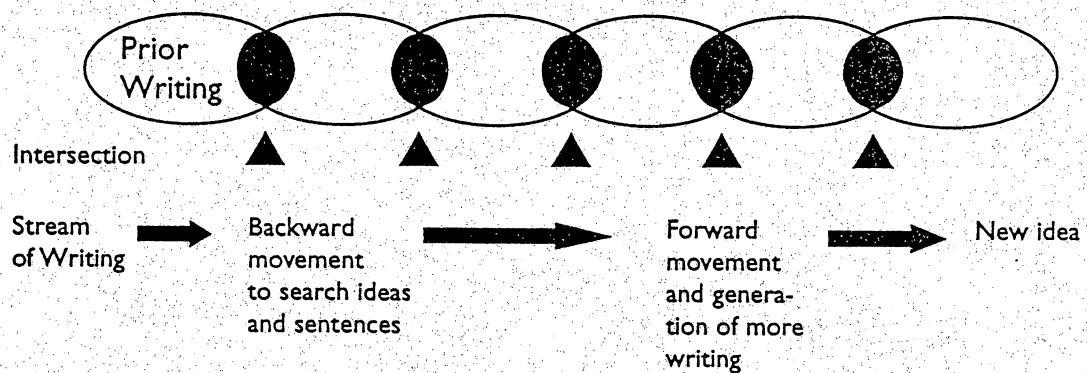 Prior
Writing
Intersection
Stream
of Writing
Backward
movement
to search ideas
and sentences
Forward
movement
and genera-
tion of more
writing
New idea